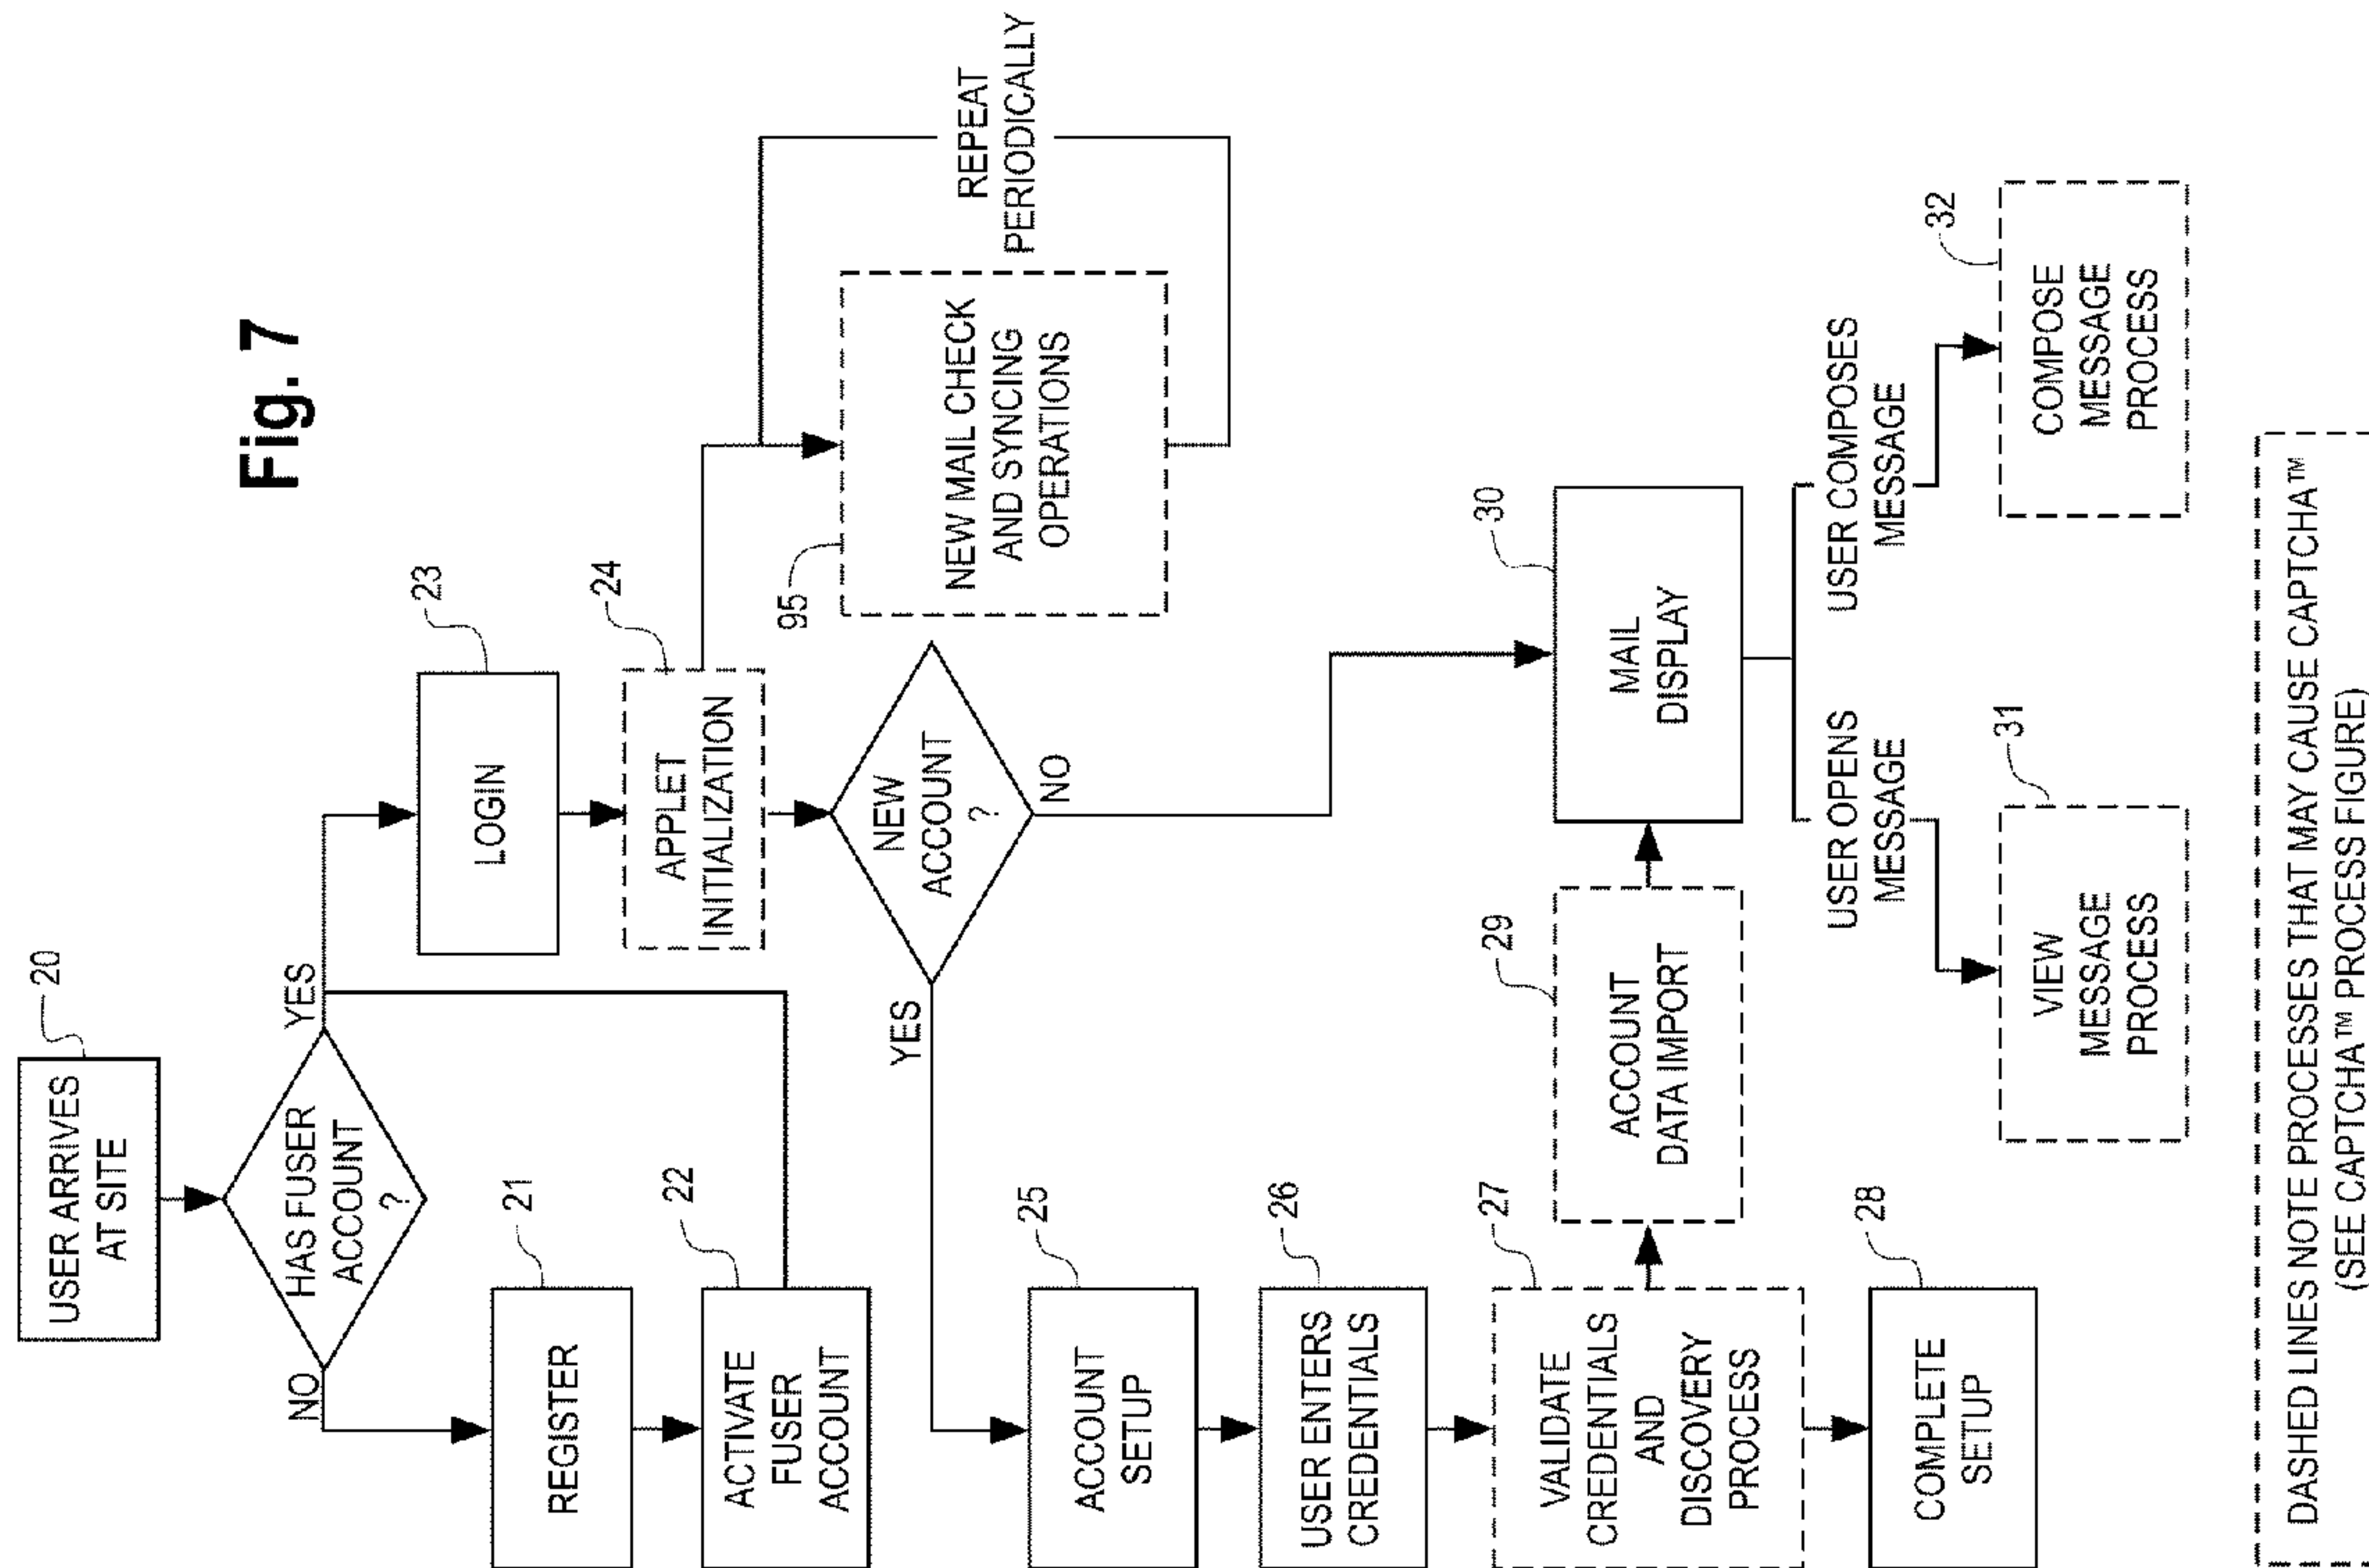 Fig. 7
USER ARRIVES
AT SITE
20
HAS FUSER
ACCOUNT
?
NO
YES
REGISTER
21
ACTIVATE
FUSER
ACCOUNT
22
LOGIN
23
APPLET
INITIALIZATION
24
NEW
ACCOUNT
?
YES
NO
95
NEW MAIL CHECK
AND SYNCING
OPERATIONS
REPEAT
PERIODICALLY
ACCOUNT
SETUP
25
USER ENTERS
CREDENTIALS
26
VALIDATE
CREDENTIALS
AND
DISCOVERY
PROCESS
27
COMPLETE
SETUP
28
ACCOUNT
DATA IMPORT
29
MAIL
DISPLAY
30
USER OPENS
MESSAGE
USER COMPOSES
MESSAGE
VIEW
MESSAGE
PROCESS
31
COMPOSE
MESSAGE
PROCESS
32
DASHED LINES NOTE PROCESSES THAT MAY CAUSE CAPTCHA™
(SEE CAPTCHA™ PROCESS FIGURE)